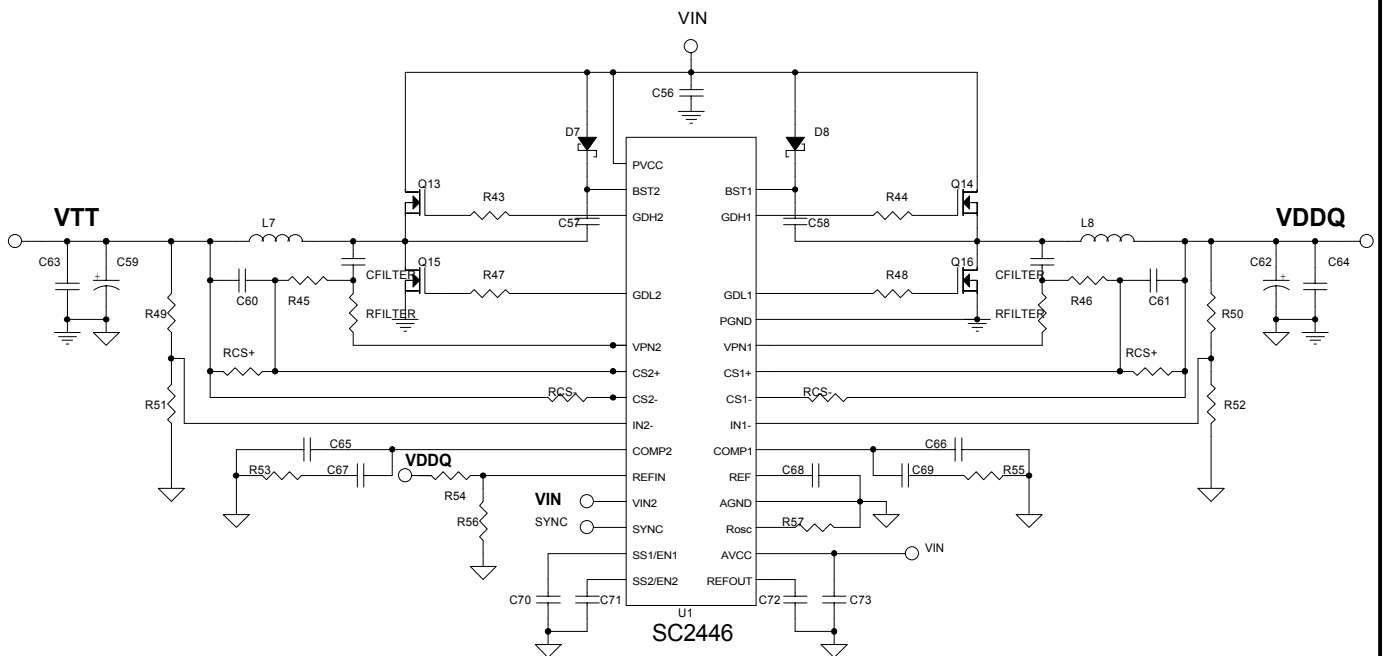 VIN
C56
D7
D8
PVCC
Q13
R43
BST2
BST1
R44
Q14
VTT
L7
C57
GDH2
GDH1
C58
L8
VDDQ
C63
C59
C60
R45
CFILTER
Q15
R47
R48
Q16
CFILTER
R46
C61
C62
C64
GDL2
GDL1
R49
RFILTER
PGND
RFILTER
R50
VPN2
VPN1
RCS+
CS2+
CS1+
RCS+
R51
RCS-
CS2-
CS1-
RCS-
R52
IN2-
IN1-
C65
COMP2
COMP1
C66
R53
C67
VDDQ
REFIN
REF
C68
C69
R55
R54
VIN
VIN2
AGND
R56
SYNC
SYNC
Rosc
R57
SS1/EN1
AVCC
VIN
SS2/EN2
REFOUT
C70
C71
C72
C73
U1
SC2446